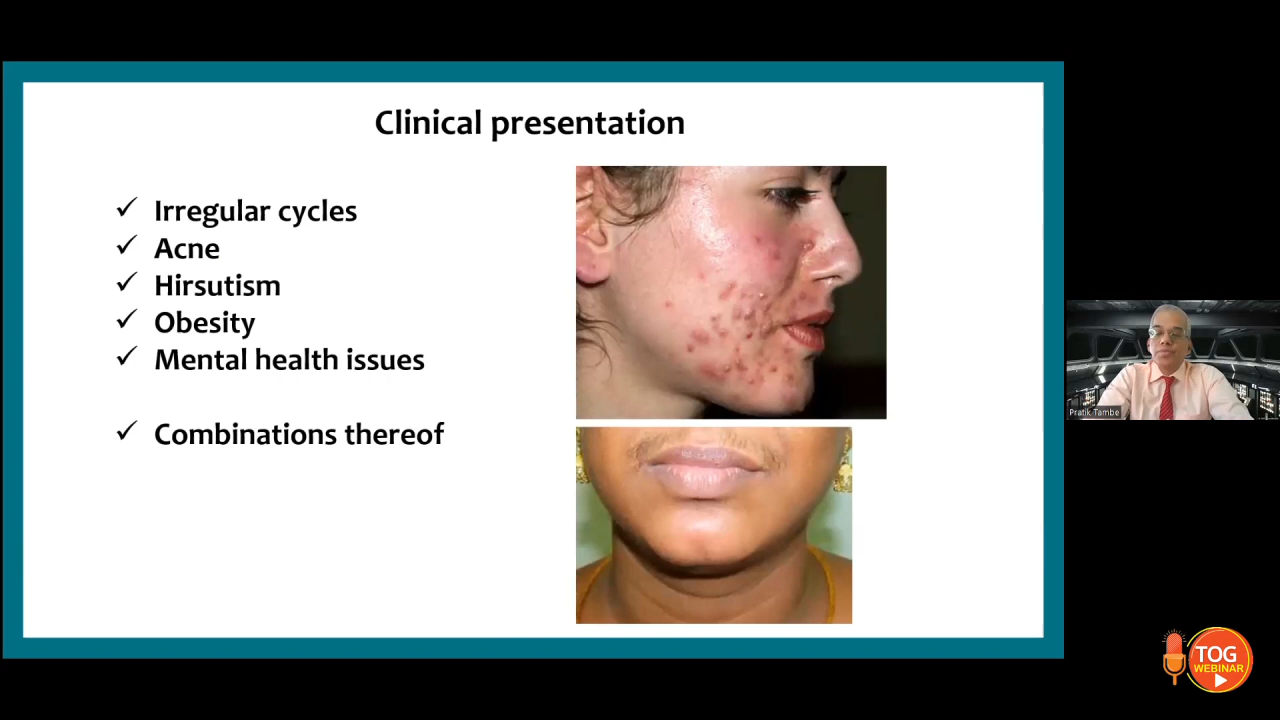 Clinical presentation
✓ Irregular cycles
✓ Acne
✓ Hirsutism
✓ Obesity
✓ Mental health issues
✓ Combinations thereof
Pratik Tambe
TOG
WEBINAR